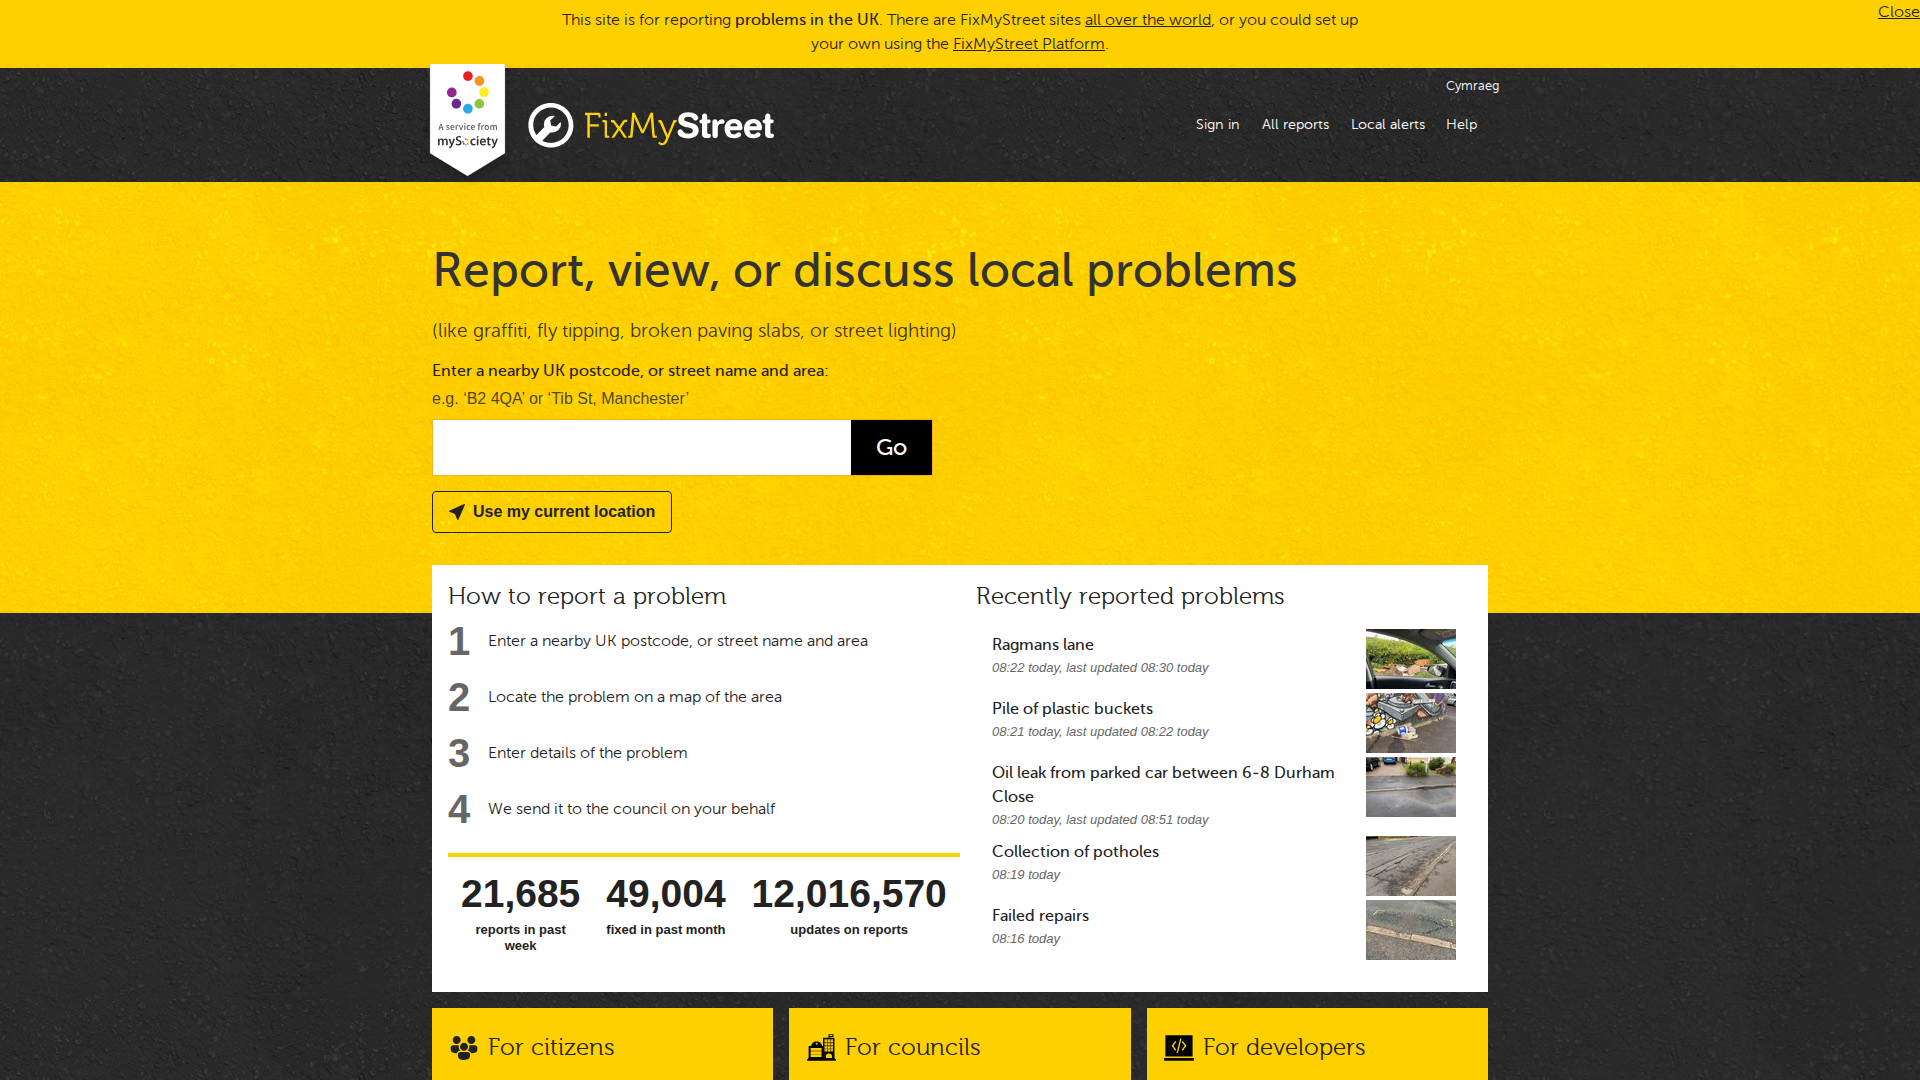 This site is for reporting problems in the UK. There are FixMyStreet sites all over the world, or you could set up
your own using the FixMyStreet Platform.
Close
A service from
mySociety
FixMyStreet
Cymraeg
Sign in
All reports
Local alerts
Help
Report, view, or discuss local problems
(like graffiti, fly tipping, broken paving slabs, or street lighting)
Enter a nearby UK postcode, or street name and area:
e.g. ‘B2 4QA’ or ‘Tib St, Manchester’
Go
Use my current location
How to report a problem
1 Enter a nearby UK postcode, or street name and area
2 Locate the problem on a map of the area
3 Enter details of the problem
4 We send it to the council on your behalf
21,685
reports in past
week
49,004
fixed in past month
12,016,570
updates on reports
Recently reported problems
Ragmans lane
08:22 today, last updated 08:30 today
Pile of plastic buckets
08:21 today, last updated 08:22 today
Oil leak from parked car between 6-8 Durham
Close
08:20 today, last updated 08:51 today
Collection of potholes
08:19 today
Failed repairs
08:16 today
For citizens
For councils
For developers